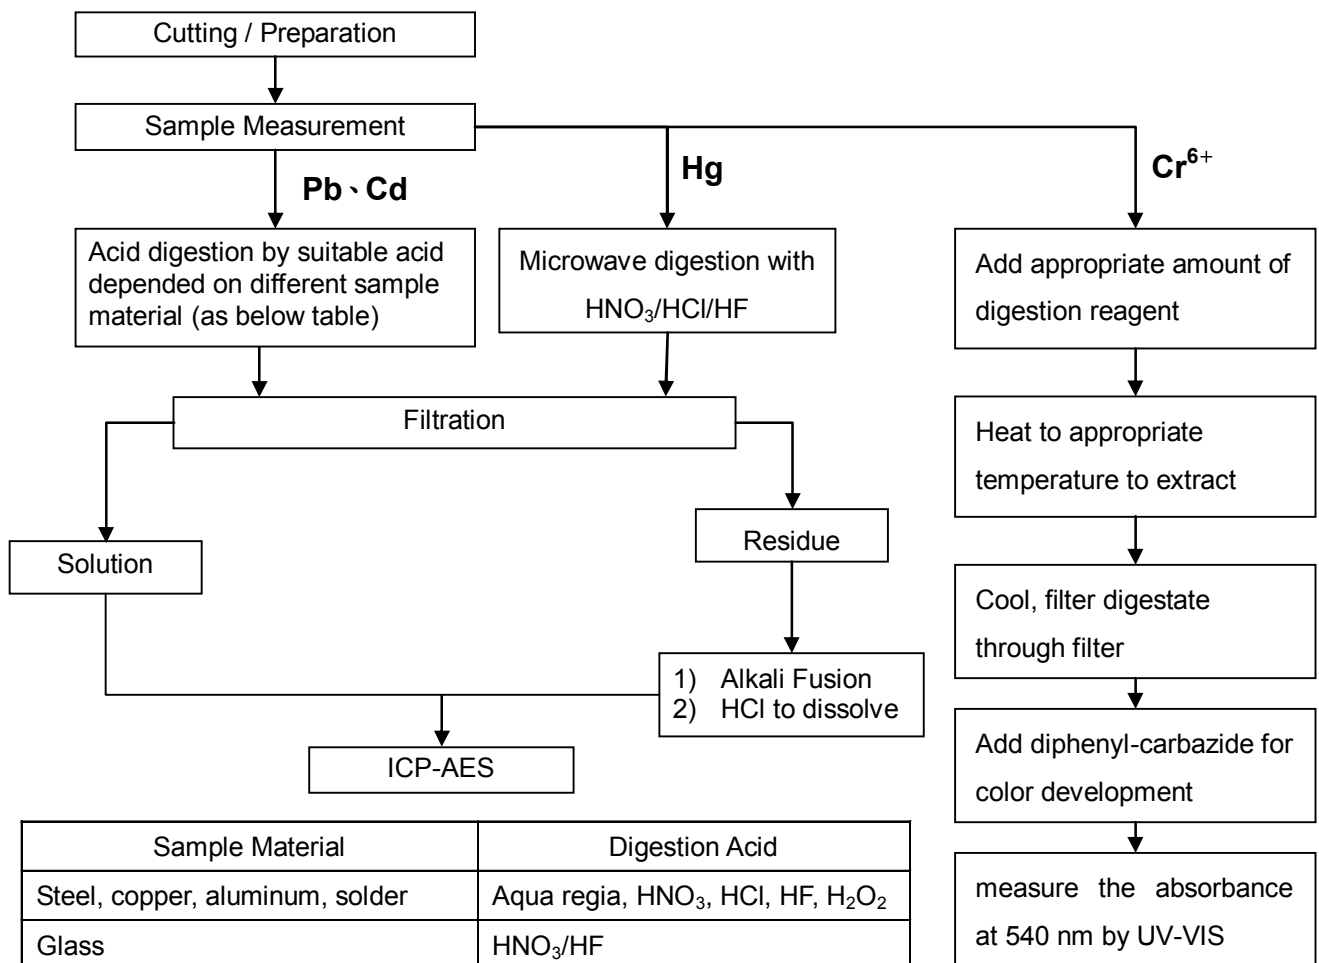 Cutting / Preparation
Sample Measurement
Pb、Cd
Hg
Cr⁶⁺
Acid digestion by suitable acid
depended on different sample
material (as below table)
Microwave digestion with
HNO₃/HCl/HF
Add appropriate amount of
digestion reagent
Filtration
Heat to appropriate
temperature to extract
Solution
Residue
Cool, filter digestate
through filter
1) Alkali Fusion
2) HCl to dissolve
ICP-AES
Add diphenyl-carbazide for
color development
measure the absorbance
at 540 nm by UV-VIS
Sample Material Digestion Acid
Steel, copper, aluminum, solder Aqua regia, HNO₃, HCl, HF, H₂O₂
Glass HNO₃/HF